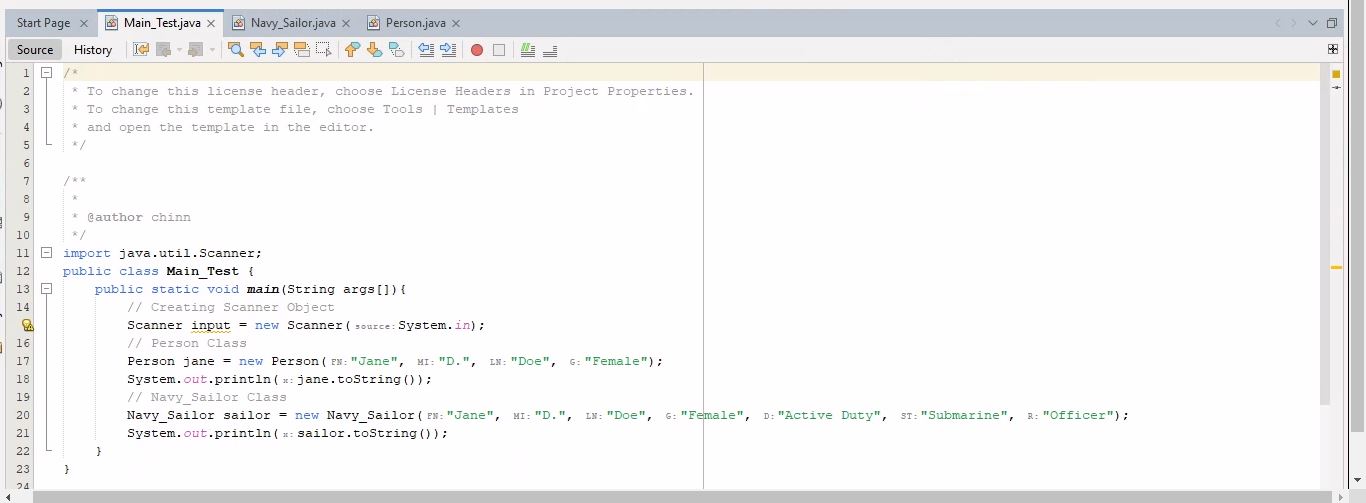 Start Page Main_Test.java Navy_Sailor.java Person.java
Source History
1 /*
2 * To change this license header, choose License Headers in Project Properties.
3 * To change this template file, choose Tools | Templates
4 * and open the template in the editor.
5 */
6
7 /**
8 *
9 * @author chinn
10 */
11 import java.util.Scanner;
12 public class Main_Test {
13 public static void main(String args[]){
14 // Creating Scanner Object
Scanner input = new Scanner( source: System.in);
16 // Person Class
17 Person jane = new Person( FN: "Jane", MI: "D.", LN: "Doe", G: "Female");
18 System.out.println( x: jane.toString());
19 // Navy_Sailor Class
20 Navy_Sailor sailor = new Navy_Sailor( FN: "Jane", MI: "D.", LN: "Doe", G: "Female", D: "Active Duty", ST: "Submarine", R: "Officer");
21 System.out.println( x: sailor.toString());
22 }
23 }
24